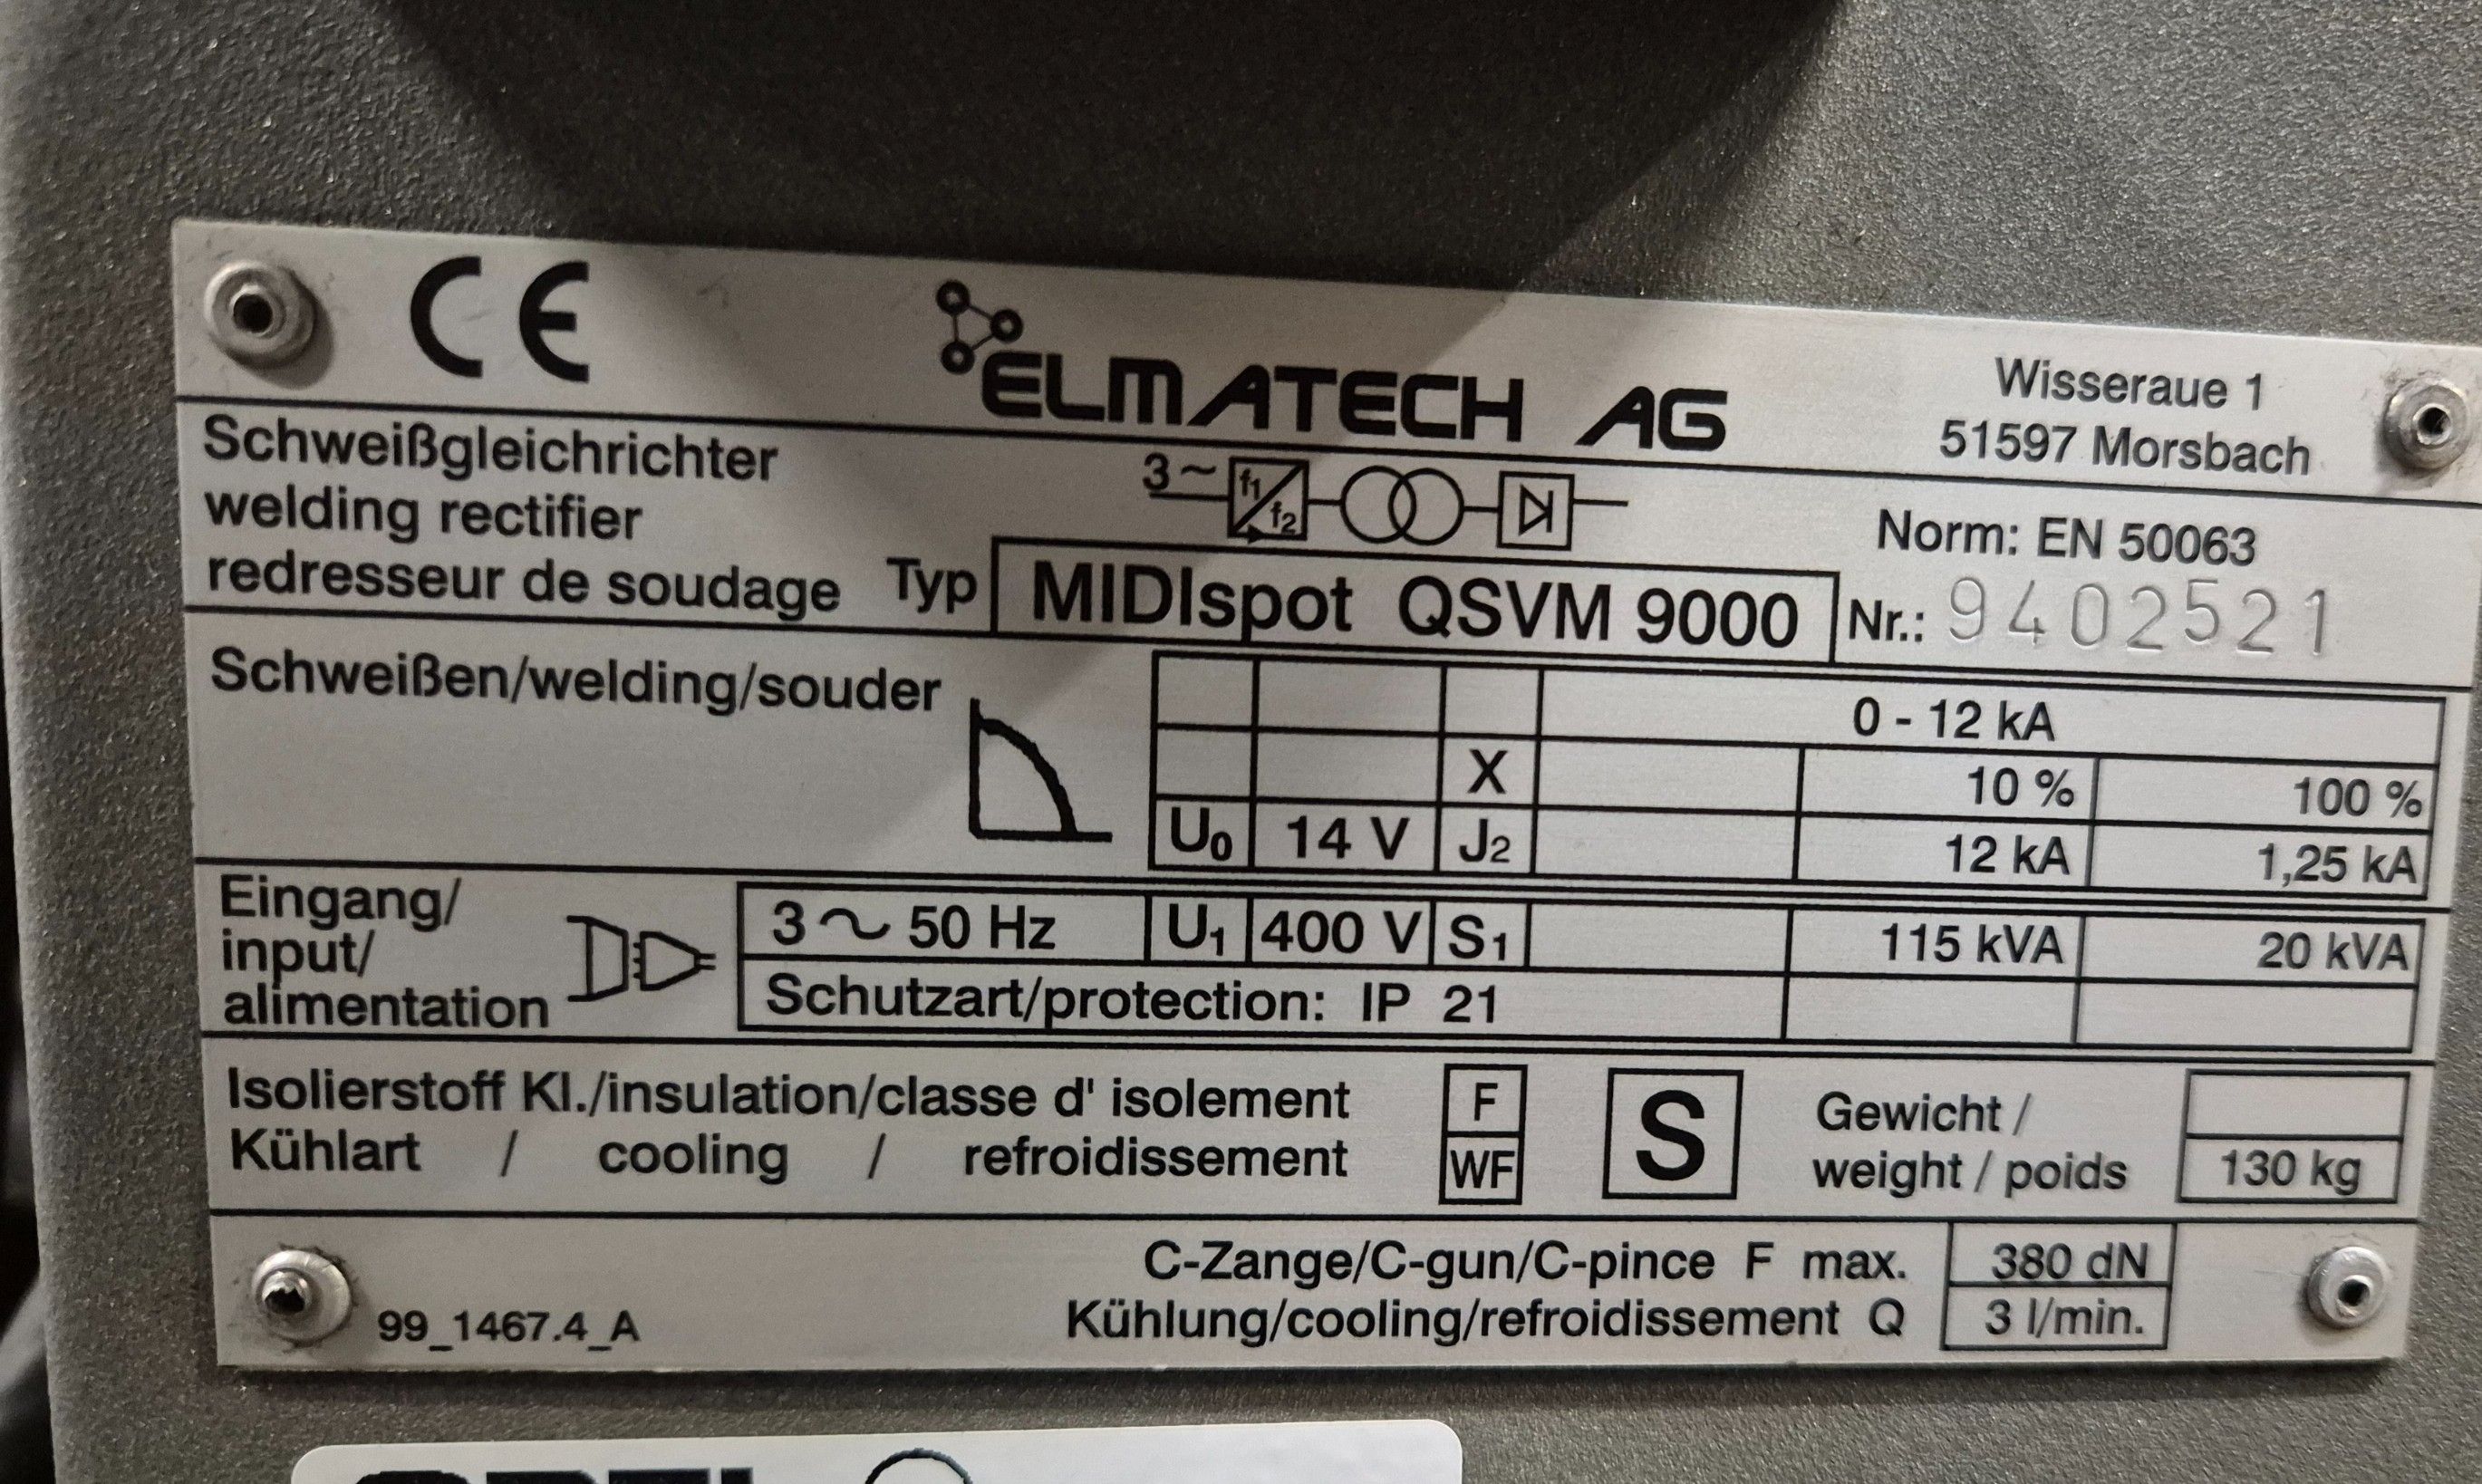 CE
ELMATECH AG
Wisseraue 1
51597 Morsbach
Schweißgleichrichter
welding rectifier
redresseur de soudage
3~ f1 f2
Norm: EN 50063
Typ MIDIspot QSVM 9000
Nr.: 9402521
Schweißen/welding/souder
0 - 12 kA
X 10 % 100 %
U0 14 V J2 12 kA 1,25 kA
Eingang/
input/
alimentation
3 ~ 50 Hz U1 400 V S1 115 kVA 20 kVA
Schutzart/protection: IP 21
Isolierstoff Kl./insulation/classe d' isolement F
Kühlart / cooling / refroidissement WF
S
Gewicht /
weight / poids 130 kg
C-Zange/C-gun/C-pince F max. 380 dN
Kühlung/cooling/refroidissement Q 3 l/min.
99_1467.4_A